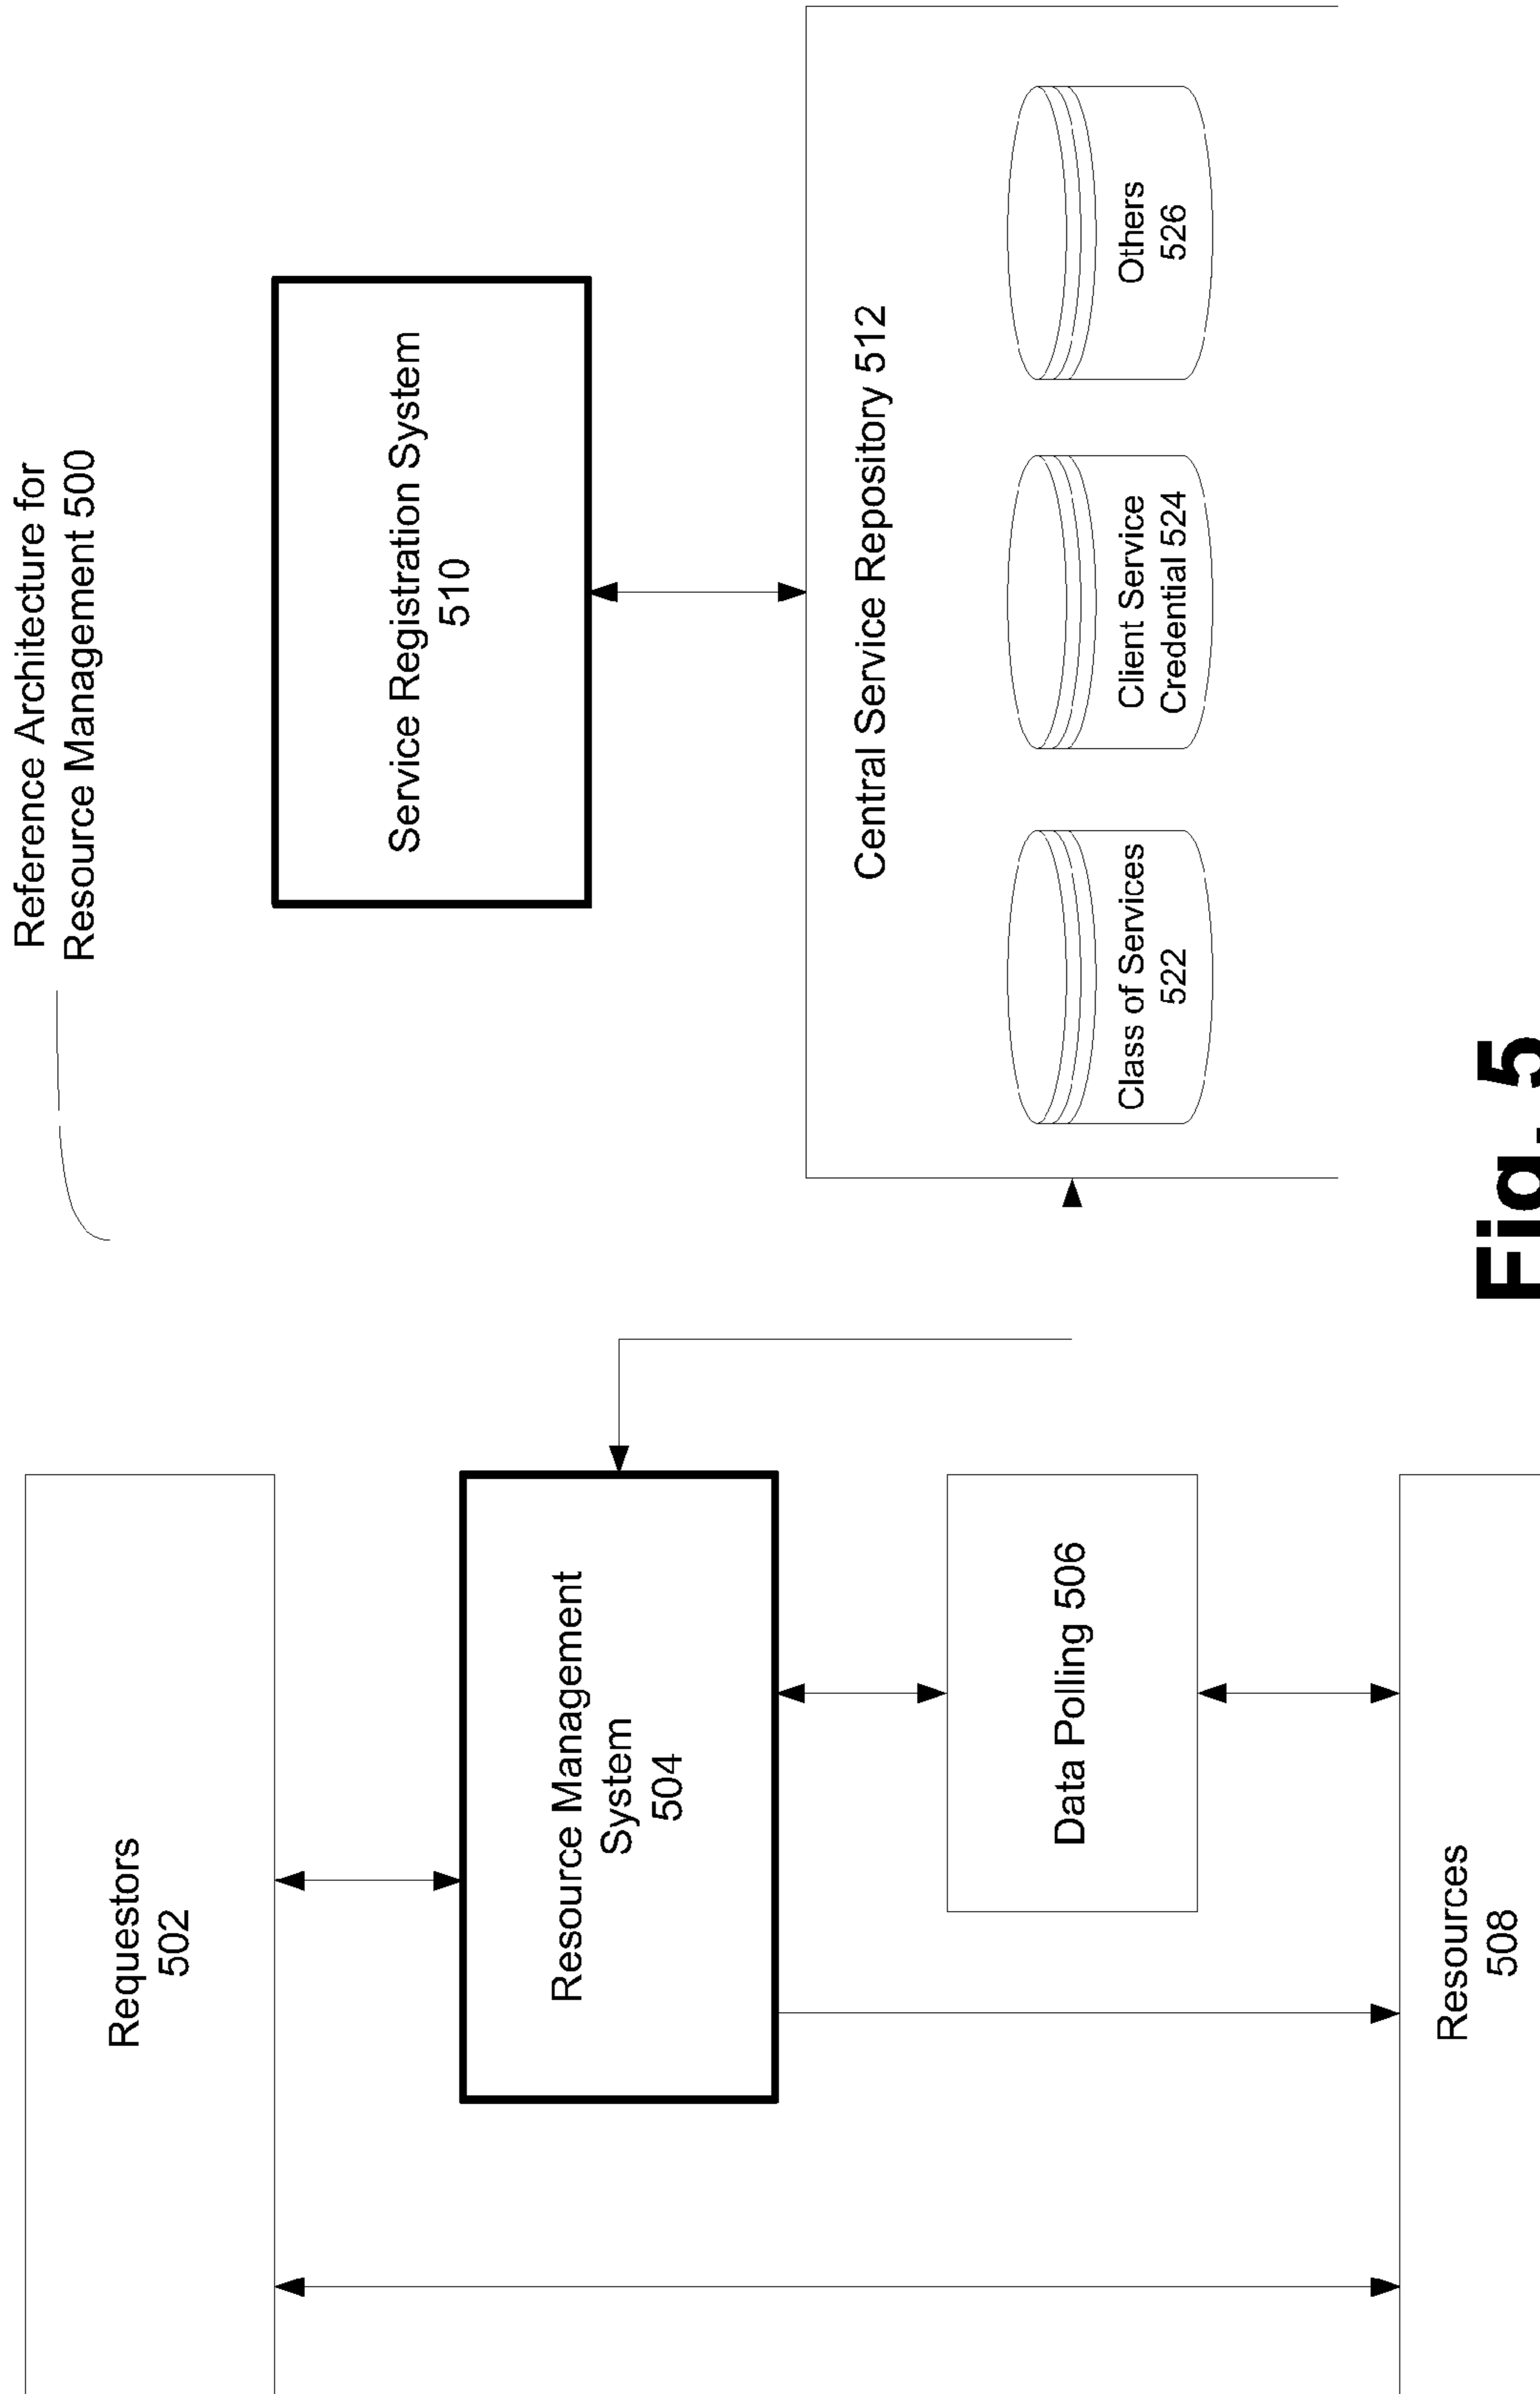 Reference Architecture for
Resource Management 500
Requestors
502
Resource Management
System
504
Data Polling 506
Resources
508
Service Registration System
510
Central Service Repository 512
Class of Services
522
Client Service
Credential 524
Others
526
Fig. 5